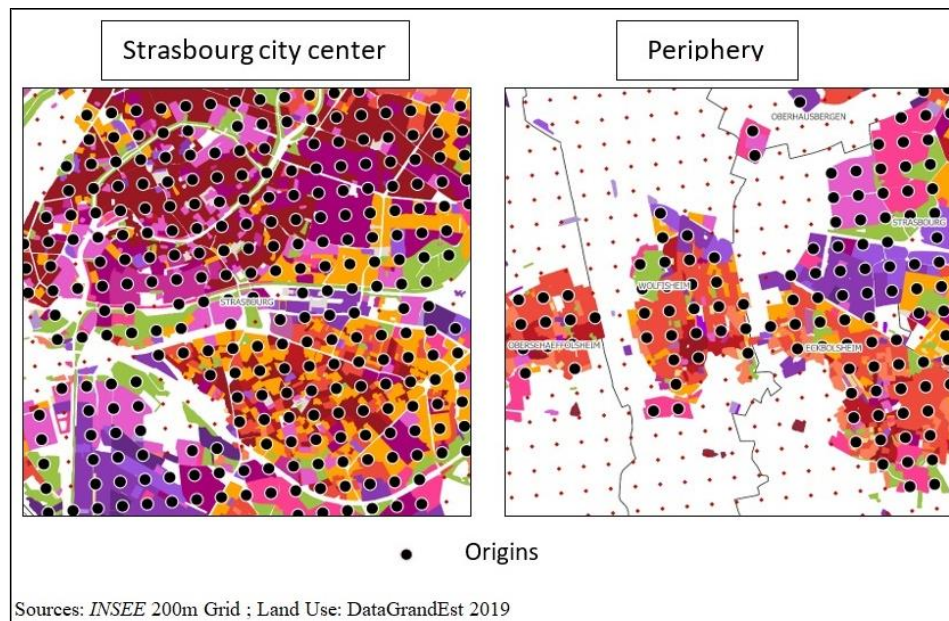 Strasbourg city center
Periphery
OBERHAUSBERGEN
STRASBOURG
WOLFISHEIM
STRASBOURG
OBERSCHAEFFOLSHEIM
ECKBOLSHEIM
Origins
Sources: INSEE 200m Grid ; Land Use: DataGrandEst 2019